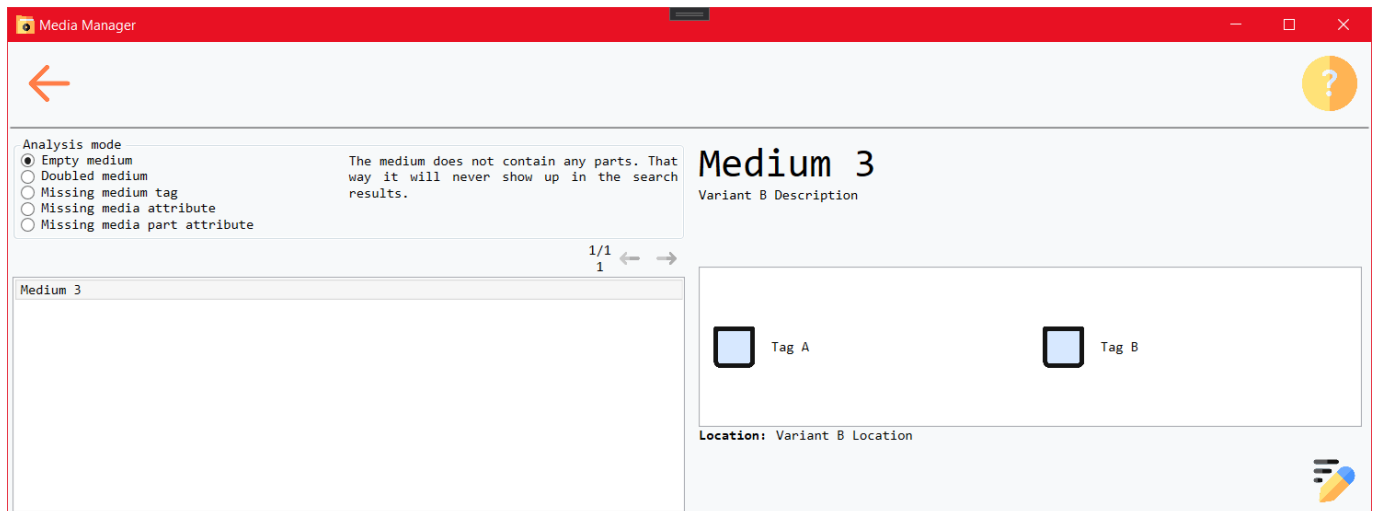 Media Manager
?
Analysis mode
Empty medium
Doubled medium
Missing medium tag
Missing media attribute
Missing media part attribute
The medium does not contain any parts. That
way it will never show up in the search
results.
1/1
1
Medium 3
Medium 3
Variant B Description
Tag A
Tag B
Location: Variant B Location